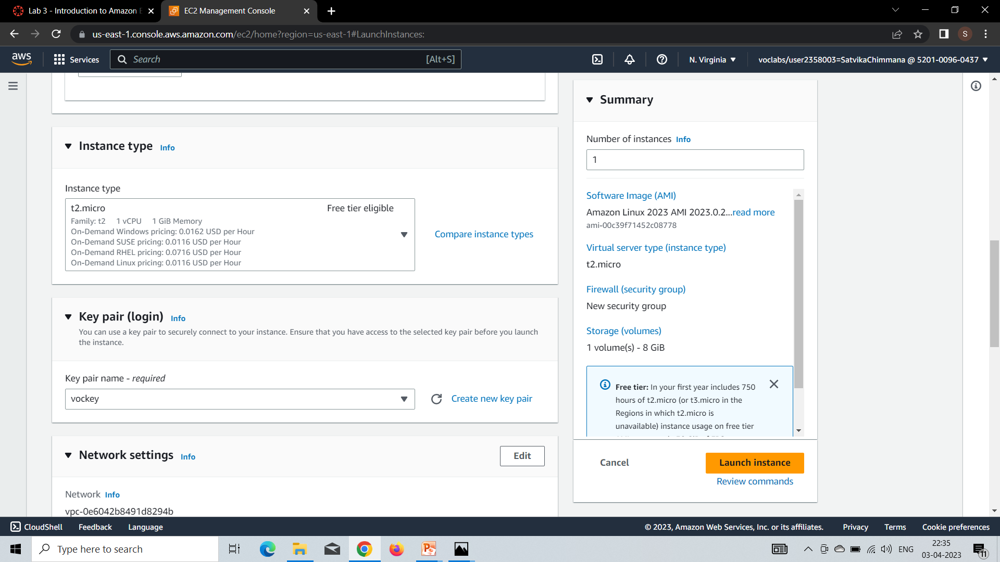 Lab 3 - Introduction to Amazon E
EC2 Management Console
us-east-1.console.aws.amazon.com/ec2/home?region=us-east-1#LaunchInstances:
S
aws
Services
Search
[Alt+S]
N. Virginia
voclabs/user2358003=SatvikaChimmana @ 5201-0096-0437
Instance type Info
Instance type
t2.micro
Free tier eligible
Family: t2 1 vCPU 1 GiB Memory
On-Demand Windows pricing: 0.0162 USD per Hour
On-Demand SUSE pricing: 0.0116 USD per Hour
On-Demand RHEL pricing: 0.0716 USD per Hour
On-Demand Linux pricing: 0.0116 USD per Hour
Compare instance types
Key pair (login) Info
You can use a key pair to securely connect to your instance. Ensure that you have access to the selected key pair before you launch
the instance.
Key pair name - required
vockey
Create new key pair
Network settings Info
Edit
Network Info
vpc-0e6042b8491d8294b
Summary
Number of instances Info
1
Software Image (AMI)
Amazon Linux 2023 AMI 2023.0.2...read more
ami-00c39f71452c08778
Virtual server type (instance type)
t2.micro
Firewall (security group)
New security group
Storage (volumes)
1 volume(s) - 8 GiB
Free tier: In your first year includes 750
hours of t2.micro (or t3.micro in the
Regions in which t2.micro is
unavailable) instance usage on free tier
Cancel
Launch instance
Review commands
CloudShell
Feedback
Language
© 2023, Amazon Web Services, Inc. or its affiliates.
Privacy
Terms
Cookie preferences
Type here to search
ENG
22:35
03-04-2023
11